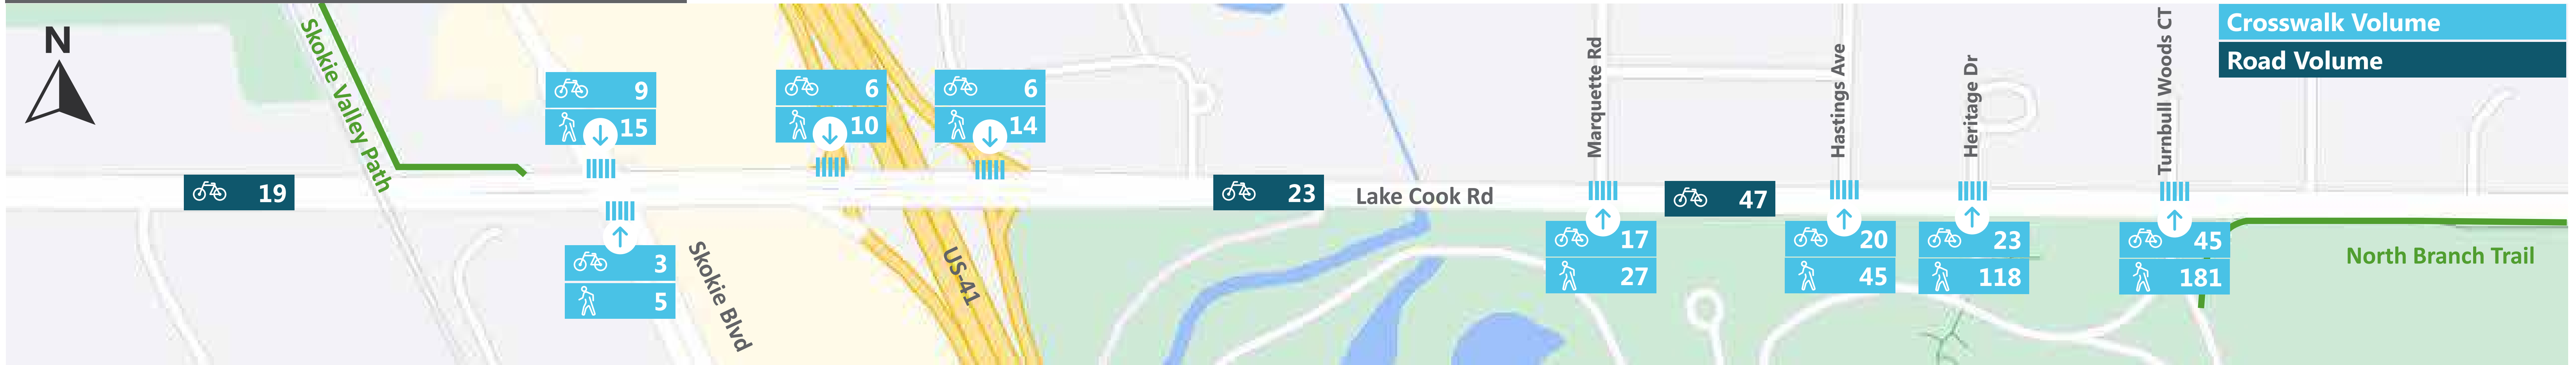 N
Skokie Valley Path
19
9
15
3
5
Skokie Blvd
6
10
6
14
US-41
23
Lake Cook Rd
Marquette Rd
17
27
47
Hastings Ave
20
45
Heritage Dr
23
118
Turnbull Woods CT
45
181
Crosswalk Volume
Road Volume
North Branch Trail